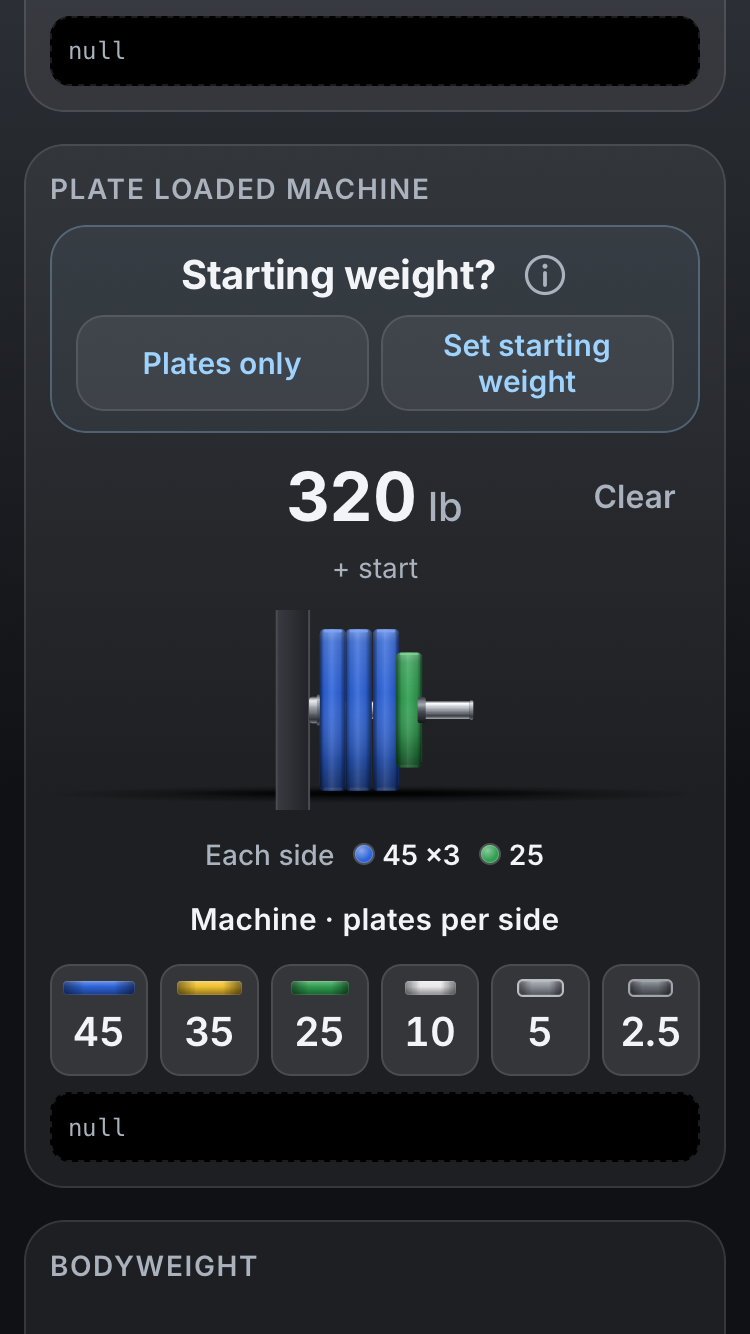 null
PLATE LOADED MACHINE
Starting weight?
Plates only
Set starting
weight
320 lb
Clear
+ start
Each side 45 ×3 25
Machine · plates per side
45 35 25 10 5 2.5
null
BODYWEIGHT